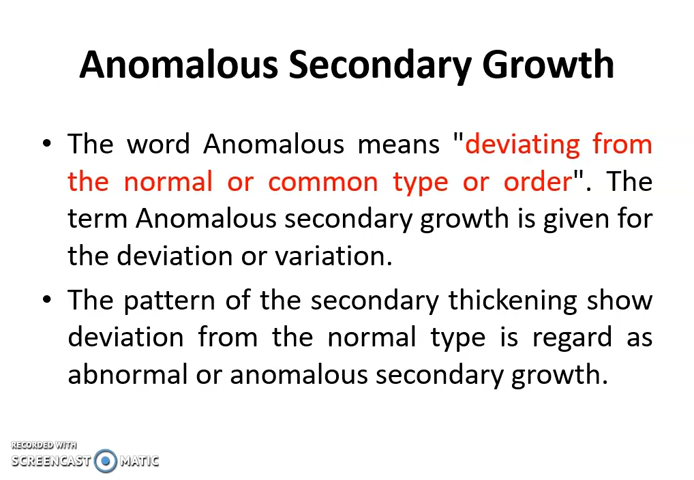 Anomalous Secondary Growth
• The word Anomalous means "deviating from
the normal or common type or order". The
term Anomalous secondary growth is given for
the deviation or variation.
• The pattern of the secondary thickening show
deviation from the normal type is regard as
abnormal or anomalous secondary growth.
RECORDED WITH
SCREENCAST MATIC